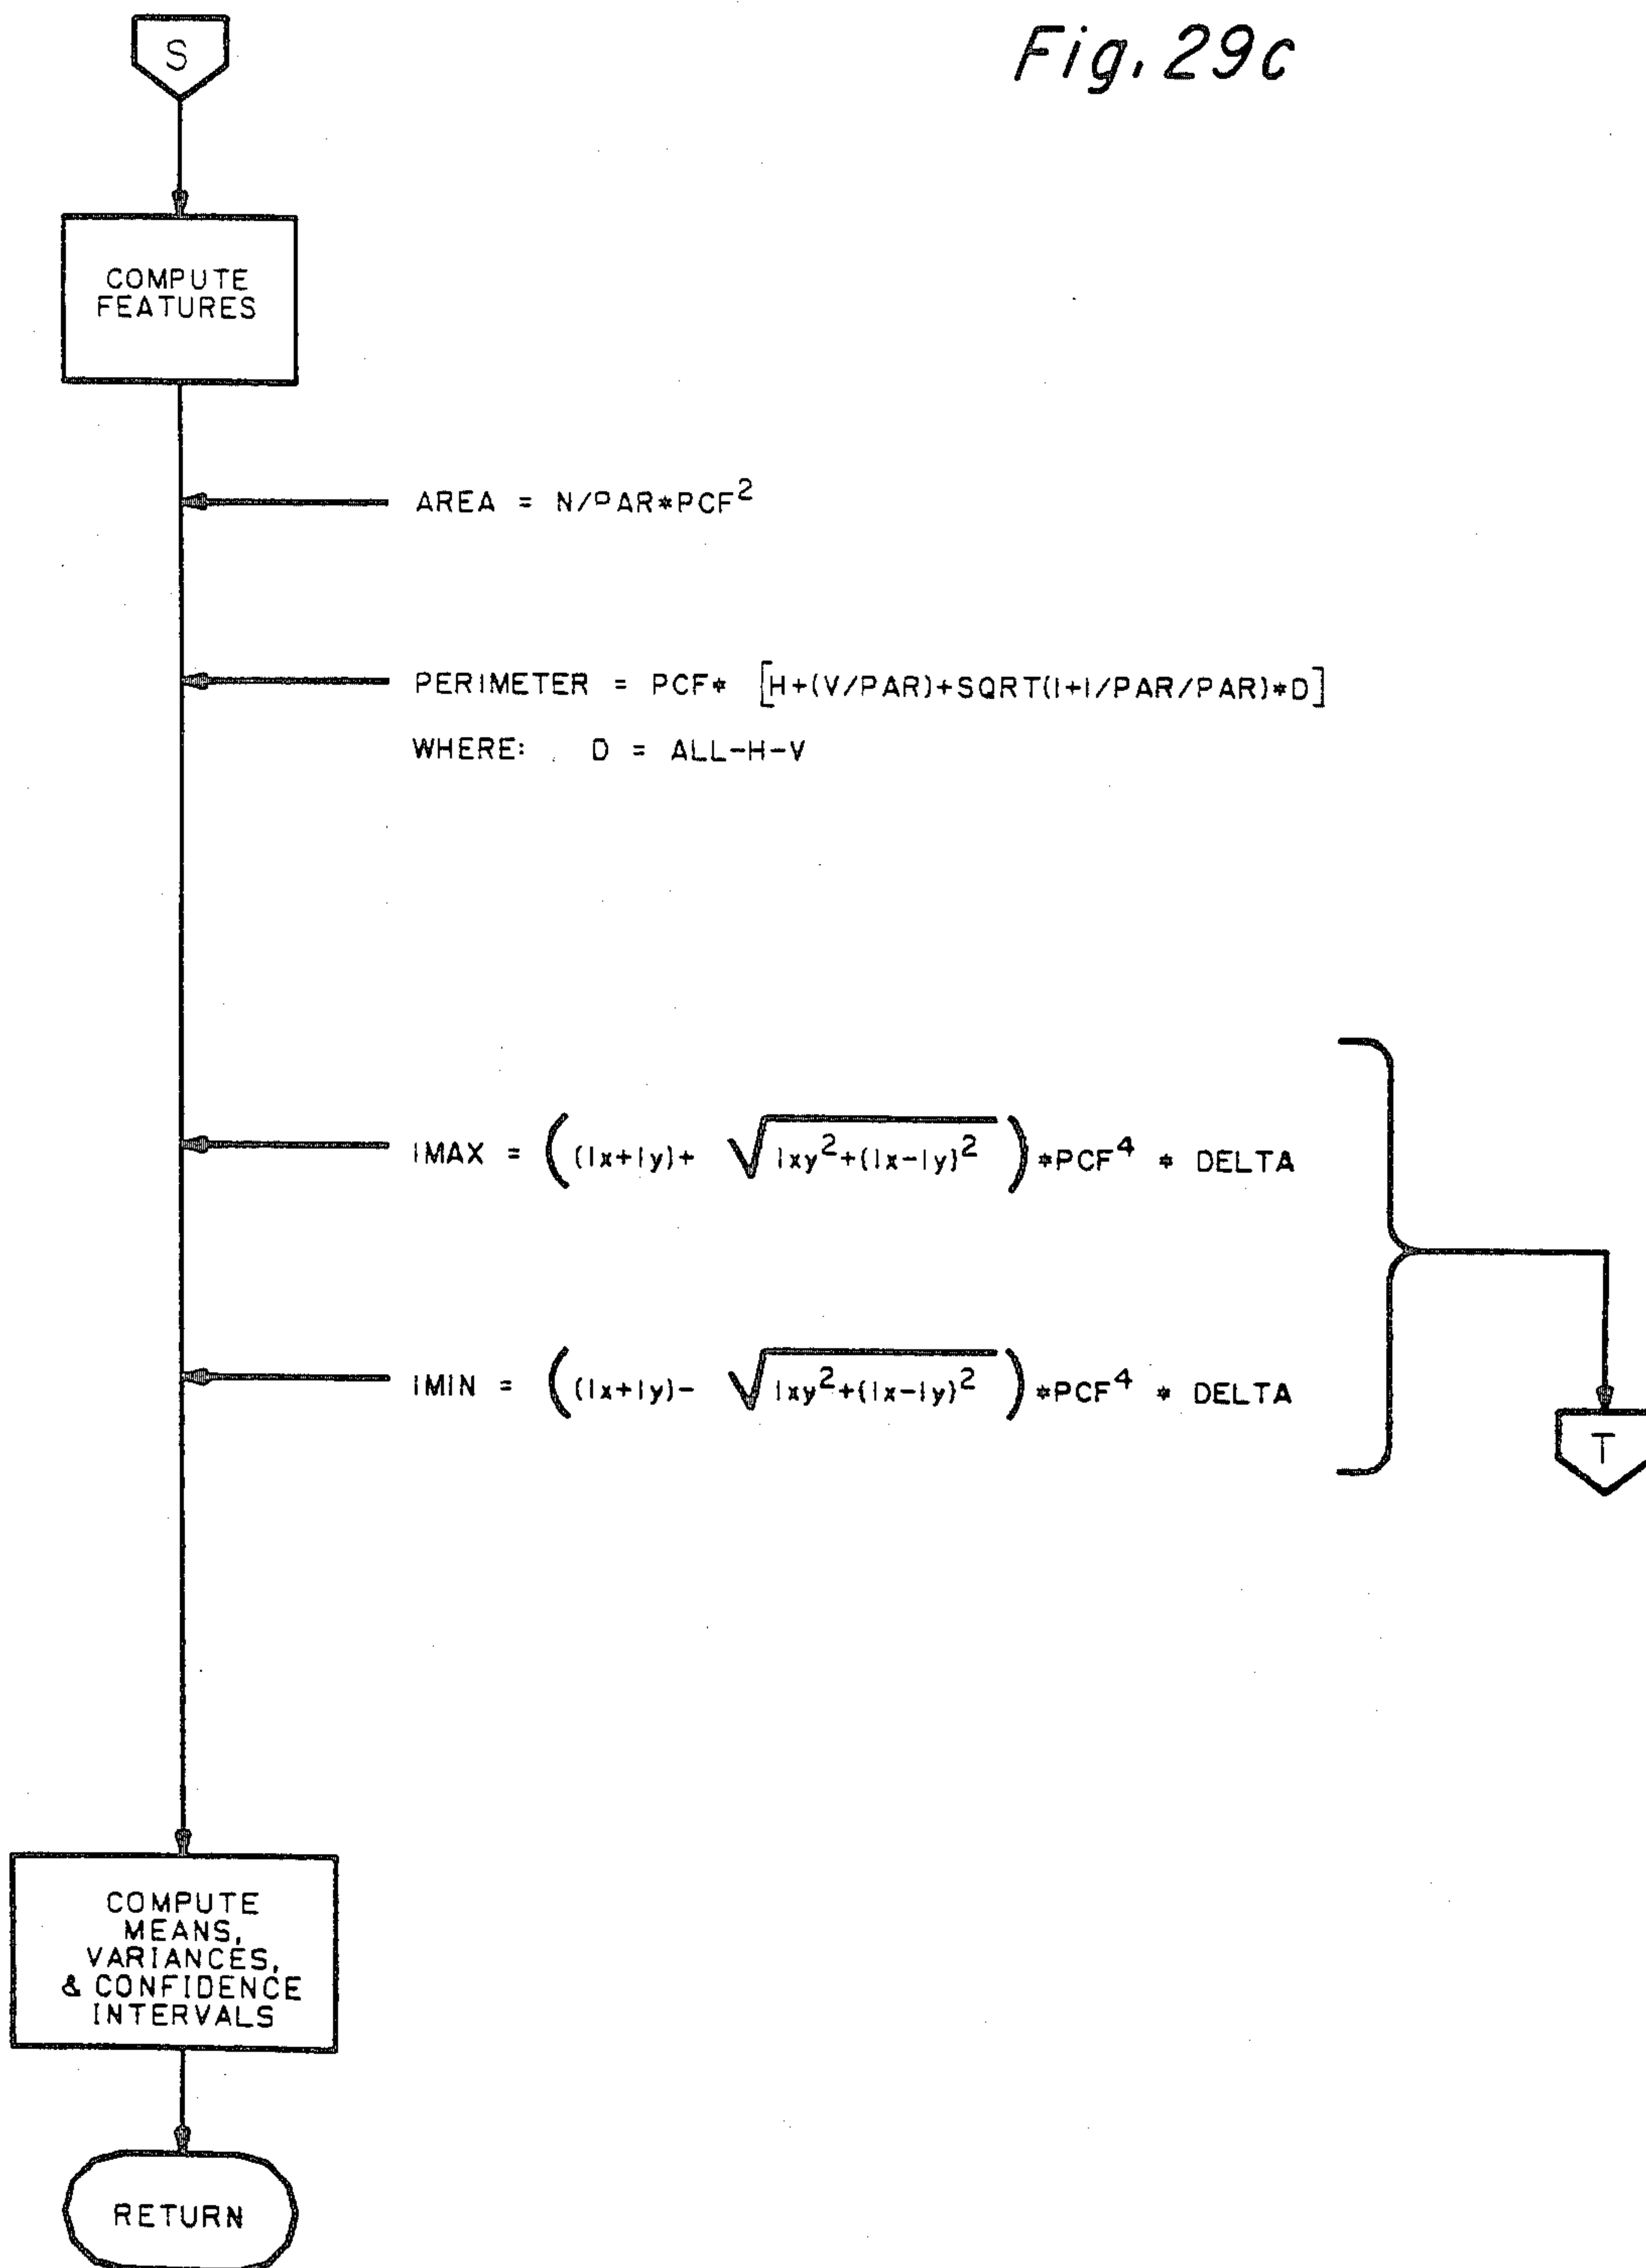 Fig. 29c
S
COMPUTE
FEATURES
AREA = N/PAR*PCF²
PERIMETER = PCF* [H+(V/PAR)+SQRT(1+1/PAR/PAR)*D]
WHERE: D = ALL-H-V
IMAX = ((Ix+Iy)+ √Ixy²+(Ix-Iy)² )*PCF⁴ * DELTA
IMIN = ((Ix+Iy)- √Ixy²+(Ix-Iy)² )*PCF⁴ * DELTA
T
COMPUTE
MEANS,
VARIANCES,
& CONFIDENCE
INTERVALS
RETURN